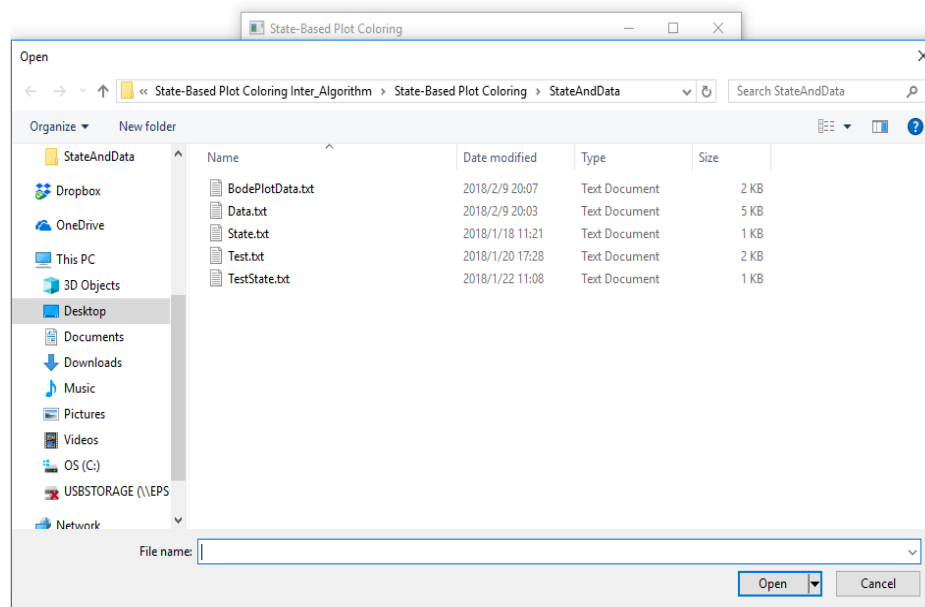 State-Based Plot Coloring
Open
« State-Based Plot Coloring Inter_Algorithm › State-Based Plot Coloring › StateAndData
Search StateAndData
Organize New folder
StateAndData
Dropbox
OneDrive
This PC
3D Objects
Desktop
Documents
Downloads
Music
Pictures
Videos
OS (C:)
USBSTORAGE (\\EPS
Network
Name Date modified Type Size
BodePlotData.txt 2018/2/9 20:07 Text Document 2 KB
Data.txt 2018/2/9 20:03 Text Document 5 KB
State.txt 2018/1/18 11:21 Text Document 1 KB
Test.txt 2018/1/20 17:28 Text Document 2 KB
TestState.txt 2018/1/22 11:08 Text Document 1 KB
File name:
Open Cancel